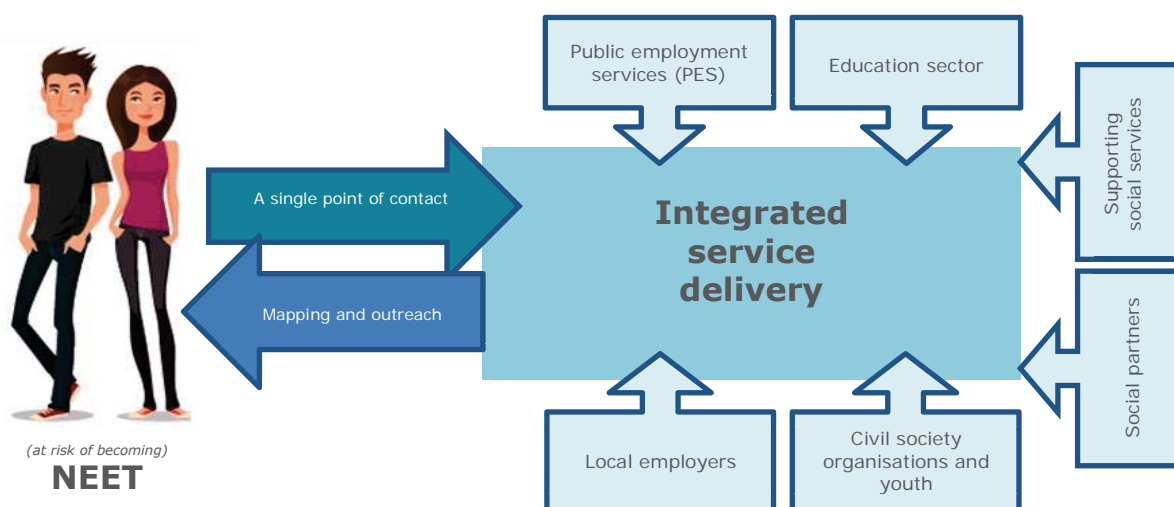 Public employment
services (PES)
Education sector
Supporting
social services
A single point of contact
Integrated
service
delivery
Mapping and outreach
Social partners
(at risk of becoming)
NEET
Local employers
Civil society
organisations and
youth